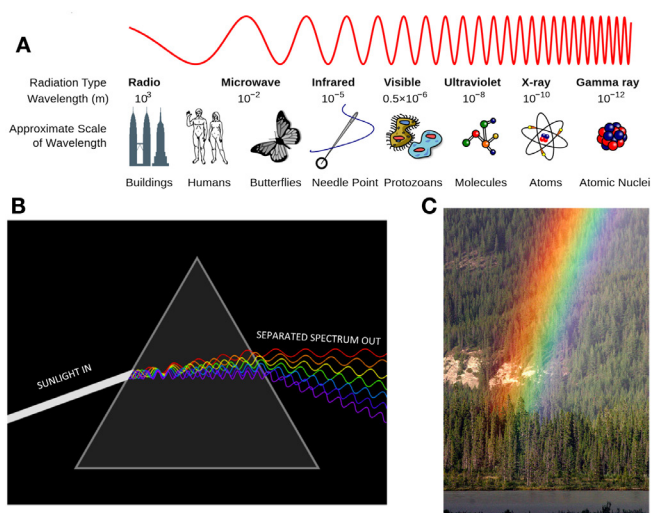 A
Radiation Type Radio Microwave Infrared Visible Ultraviolet X-ray Gamma ray
Wavelength (m) 10³ 10⁻² 10⁻⁵ 0.5×10⁻⁶ 10⁻⁸ 10⁻¹⁰ 10⁻¹²
Approximate Scale
of Wavelength
Buildings Humans Butterflies Needle Point Protozoans Molecules Atoms Atomic Nuclei
B
C
SUNLIGHT IN
SEPARATED SPECTRUM OUT